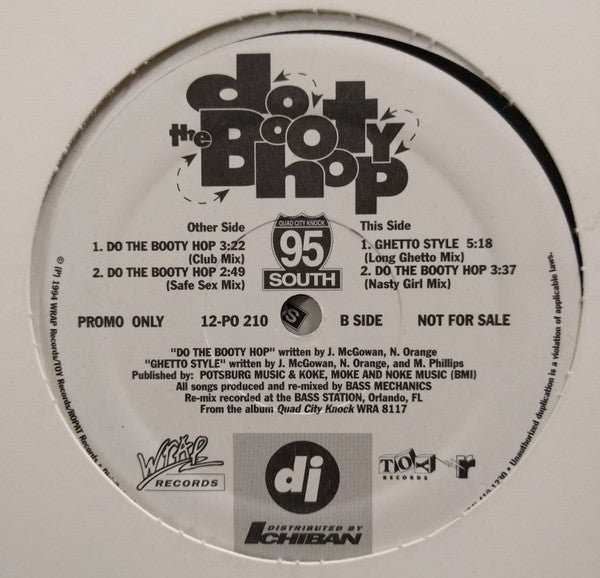 do
the Booty
hop
Other Side
1. DO THE BOOTY HOP 3:22
(Club Mix)
2. DO THE BOOTY HOP 2:49
(Safe Sex Mix)
QUAD CITY KNOCK
95
SOUTH
This Side
1. GHETTO STYLE 5:18
(Long Ghetto Mix)
2. DO THE BOOTY HOP 3:37
(Nasty Girl Mix)
PROMO ONLY 12-PO 210 B SIDE NOT FOR SALE
"DO THE BOOTY HOP" written by J. McGowan, N. Orange
"GHETTO STYLE" written by J. McGowan, N. Orange, and M. Phillips
Published by: POTSBURG MUSIC & KOKE, MOKE AND NOKE MUSIC (BMI)
All songs produced and re-mixed by BASS MECHANICS
Re-mix recorded at the BASS STATION, Orlando, FL
From the album Quad City Knock WRA 8117
WRAP
RECORDS
dj
DISTRIBUTED BY
ICHIBAN
TOY
RECORDS
© (P) 1994 WRAP Records/TOY Records/ROPAT Records •
• Unauthorized duplication is a violation of applicable laws.